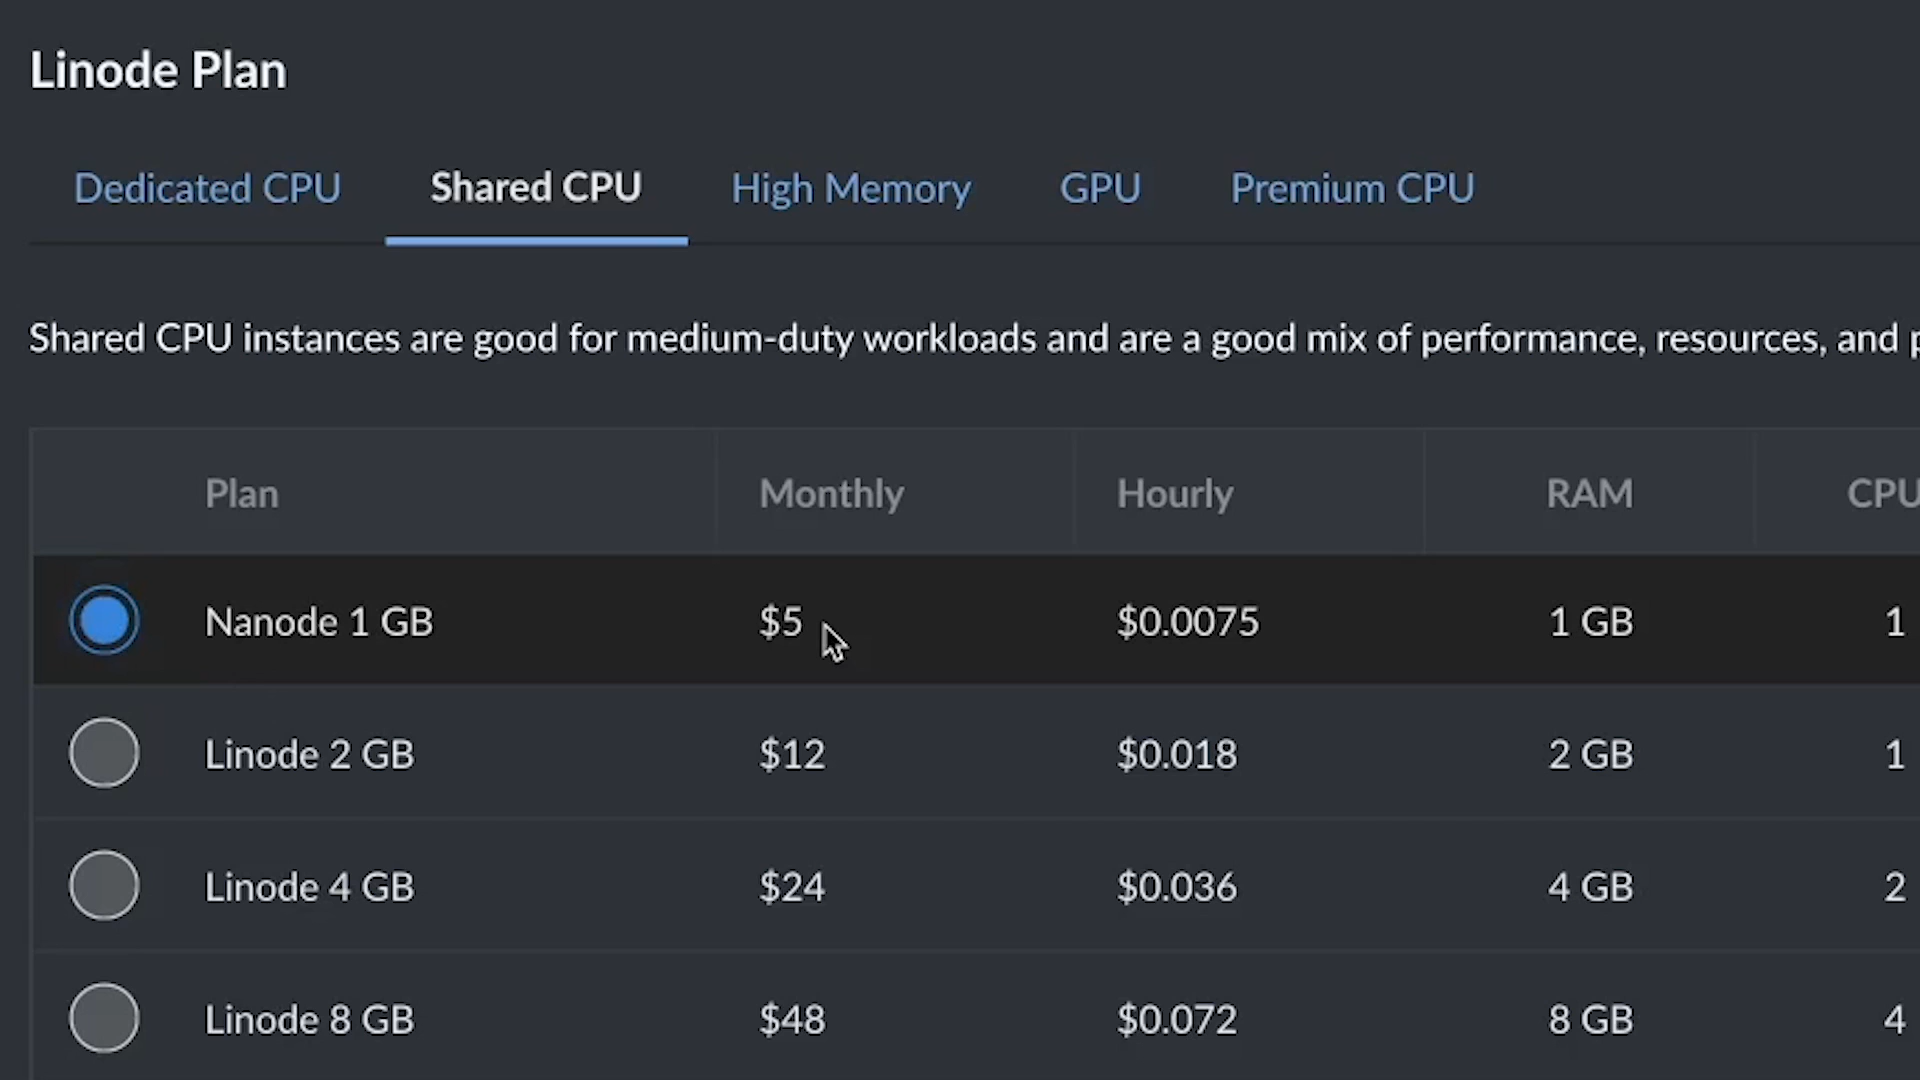 Linode Plan
Dedicated CPU Shared CPU High Memory GPU Premium CPU
Shared CPU instances are good for medium-duty workloads and are a good mix of performance, resources, and
Plan Monthly Hourly RAM CPU
Nanode 1 GB $5 $0.0075 1 GB 1
Linode 2 GB $12 $0.018 2 GB 1
Linode 4 GB $24 $0.036 4 GB 2
Linode 8 GB $48 $0.072 8 GB 4